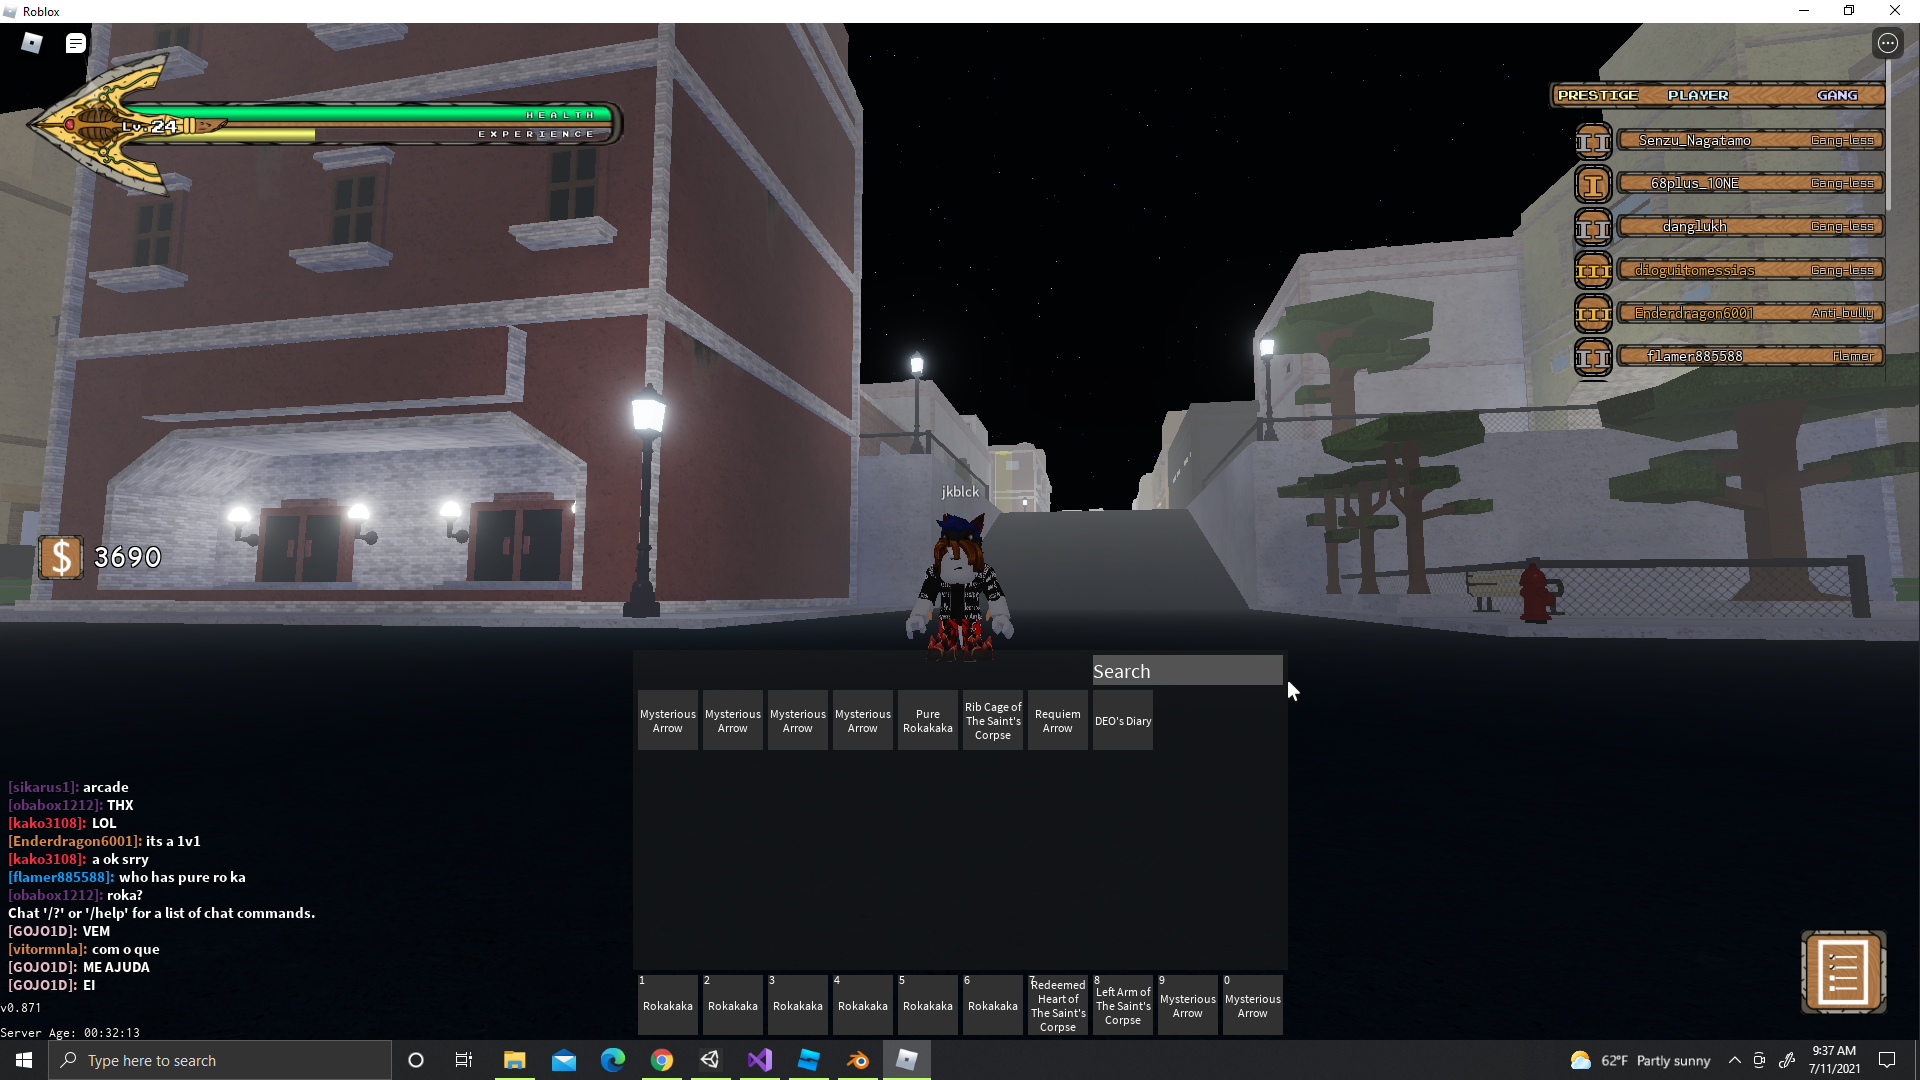 Roblox
HEALTH
Lv.24
EXPERIENCE
PRESTIGE PLAYER GANG
II Senzu_Nagatamo Gang-less
I 68plus_1ONE Gang-less
II danglukh Gang-less
III dioguitomessias Gang-less
III Enderdragon6001 Anti_bully
II flamer885588 Flamer
jkblck
$ 3690
Search
Mysterious Arrow
Mysterious Arrow
Mysterious Arrow
Mysterious Arrow
Pure Rokakaka
Rib Cage of The Saint's Corpse
Requiem Arrow
DEO's Diary
[sikarus1]: arcade
[obabox1212]: THX
[kako3108]: LOL
[Enderdragon6001]: its a 1v1
[kako3108]: a ok srry
[flamer885588]: who has pure ro ka
[obabox1212]: roka?
Chat '/?' or '/help' for a list of chat commands.
[GOJO1D]: VEM
[vitormnla]: com o que
[GOJO1D]: ME AJUDA
[GOJO1D]: EI
v0.871
Server Age: 00:32:13
1 Rokakaka
2 Rokakaka
3 Rokakaka
4 Rokakaka
5 Rokakaka
6 Rokakaka
7 Redeemed Heart of The Saint's Corpse
8 Left Arm of The Saint's Corpse
9 Mysterious Arrow
0 Mysterious Arrow
Type here to search
62°F Partly sunny
9:37 AM
7/11/2021